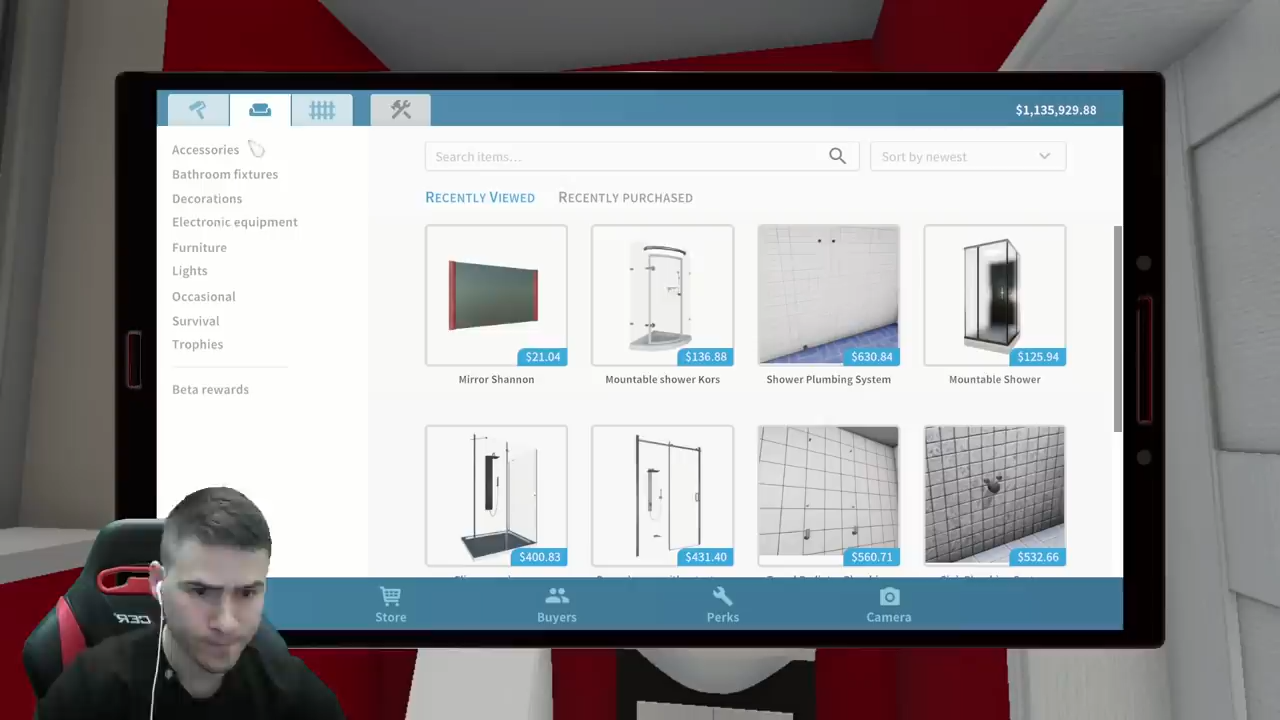 $1,135,929.88
Accessories
Bathroom fixtures
Decorations
Electronic equipment
Furniture
Lights
Occasional
Survival
Trophies
Beta rewards
Search items...
Sort by newest
RECENTLY VIEWED
RECENTLY PURCHASED
$21.04
$136.88
$630.84
$125.94
Mirror Shannon
Mountable shower Kors
Shower Plumbing System
Mountable Shower
$400.83
$431.40
$560.71
$532.66
Store
Buyers
Perks
Camera